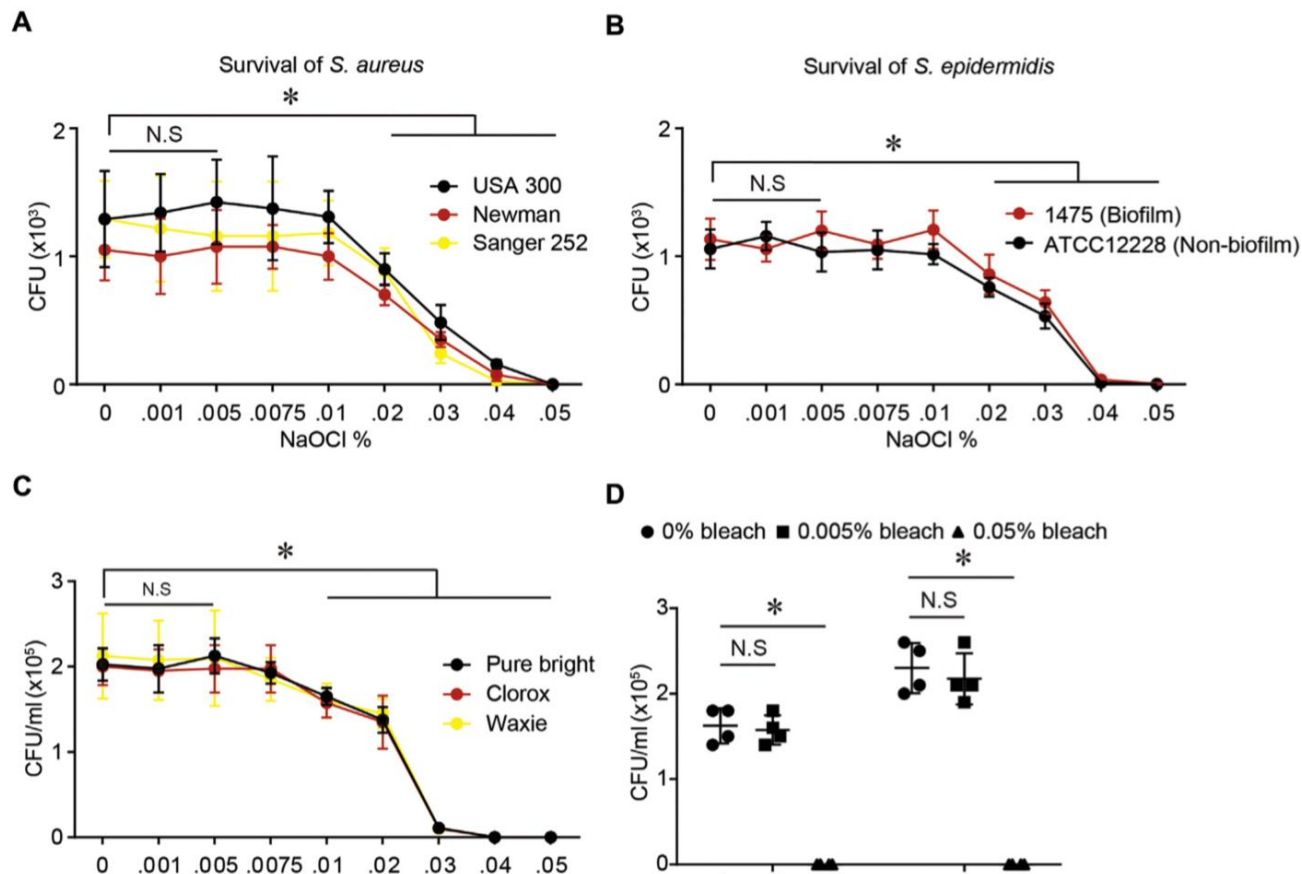 A
Survival of S. aureus
*
N.S
2
1
0
CFU (x10³)
USA 300
Newman
Sanger 252
0 .001 .005 .0075 .01 .02 .03 .04 .05
NaOCl %
B
Survival of S. epidermidis
*
N.S
2
1
0
CFU (x10³)
1475 (Biofilm)
ATCC12228 (Non-biofilm)
0 .001 .005 .0075 .01 .02 .03 .04 .05
NaOCl %
C
*
N.S
3
2
1
0
CFU/ml (x10⁵)
Pure bright
Clorox
Waxie
0 .001 .005 .0075 .01 .02 .03 .04 .05
D
0% bleach 0.005% bleach 0.05% bleach
*
N.S
*
N.S
3
2
1
0
CFU/ml (x10⁵)